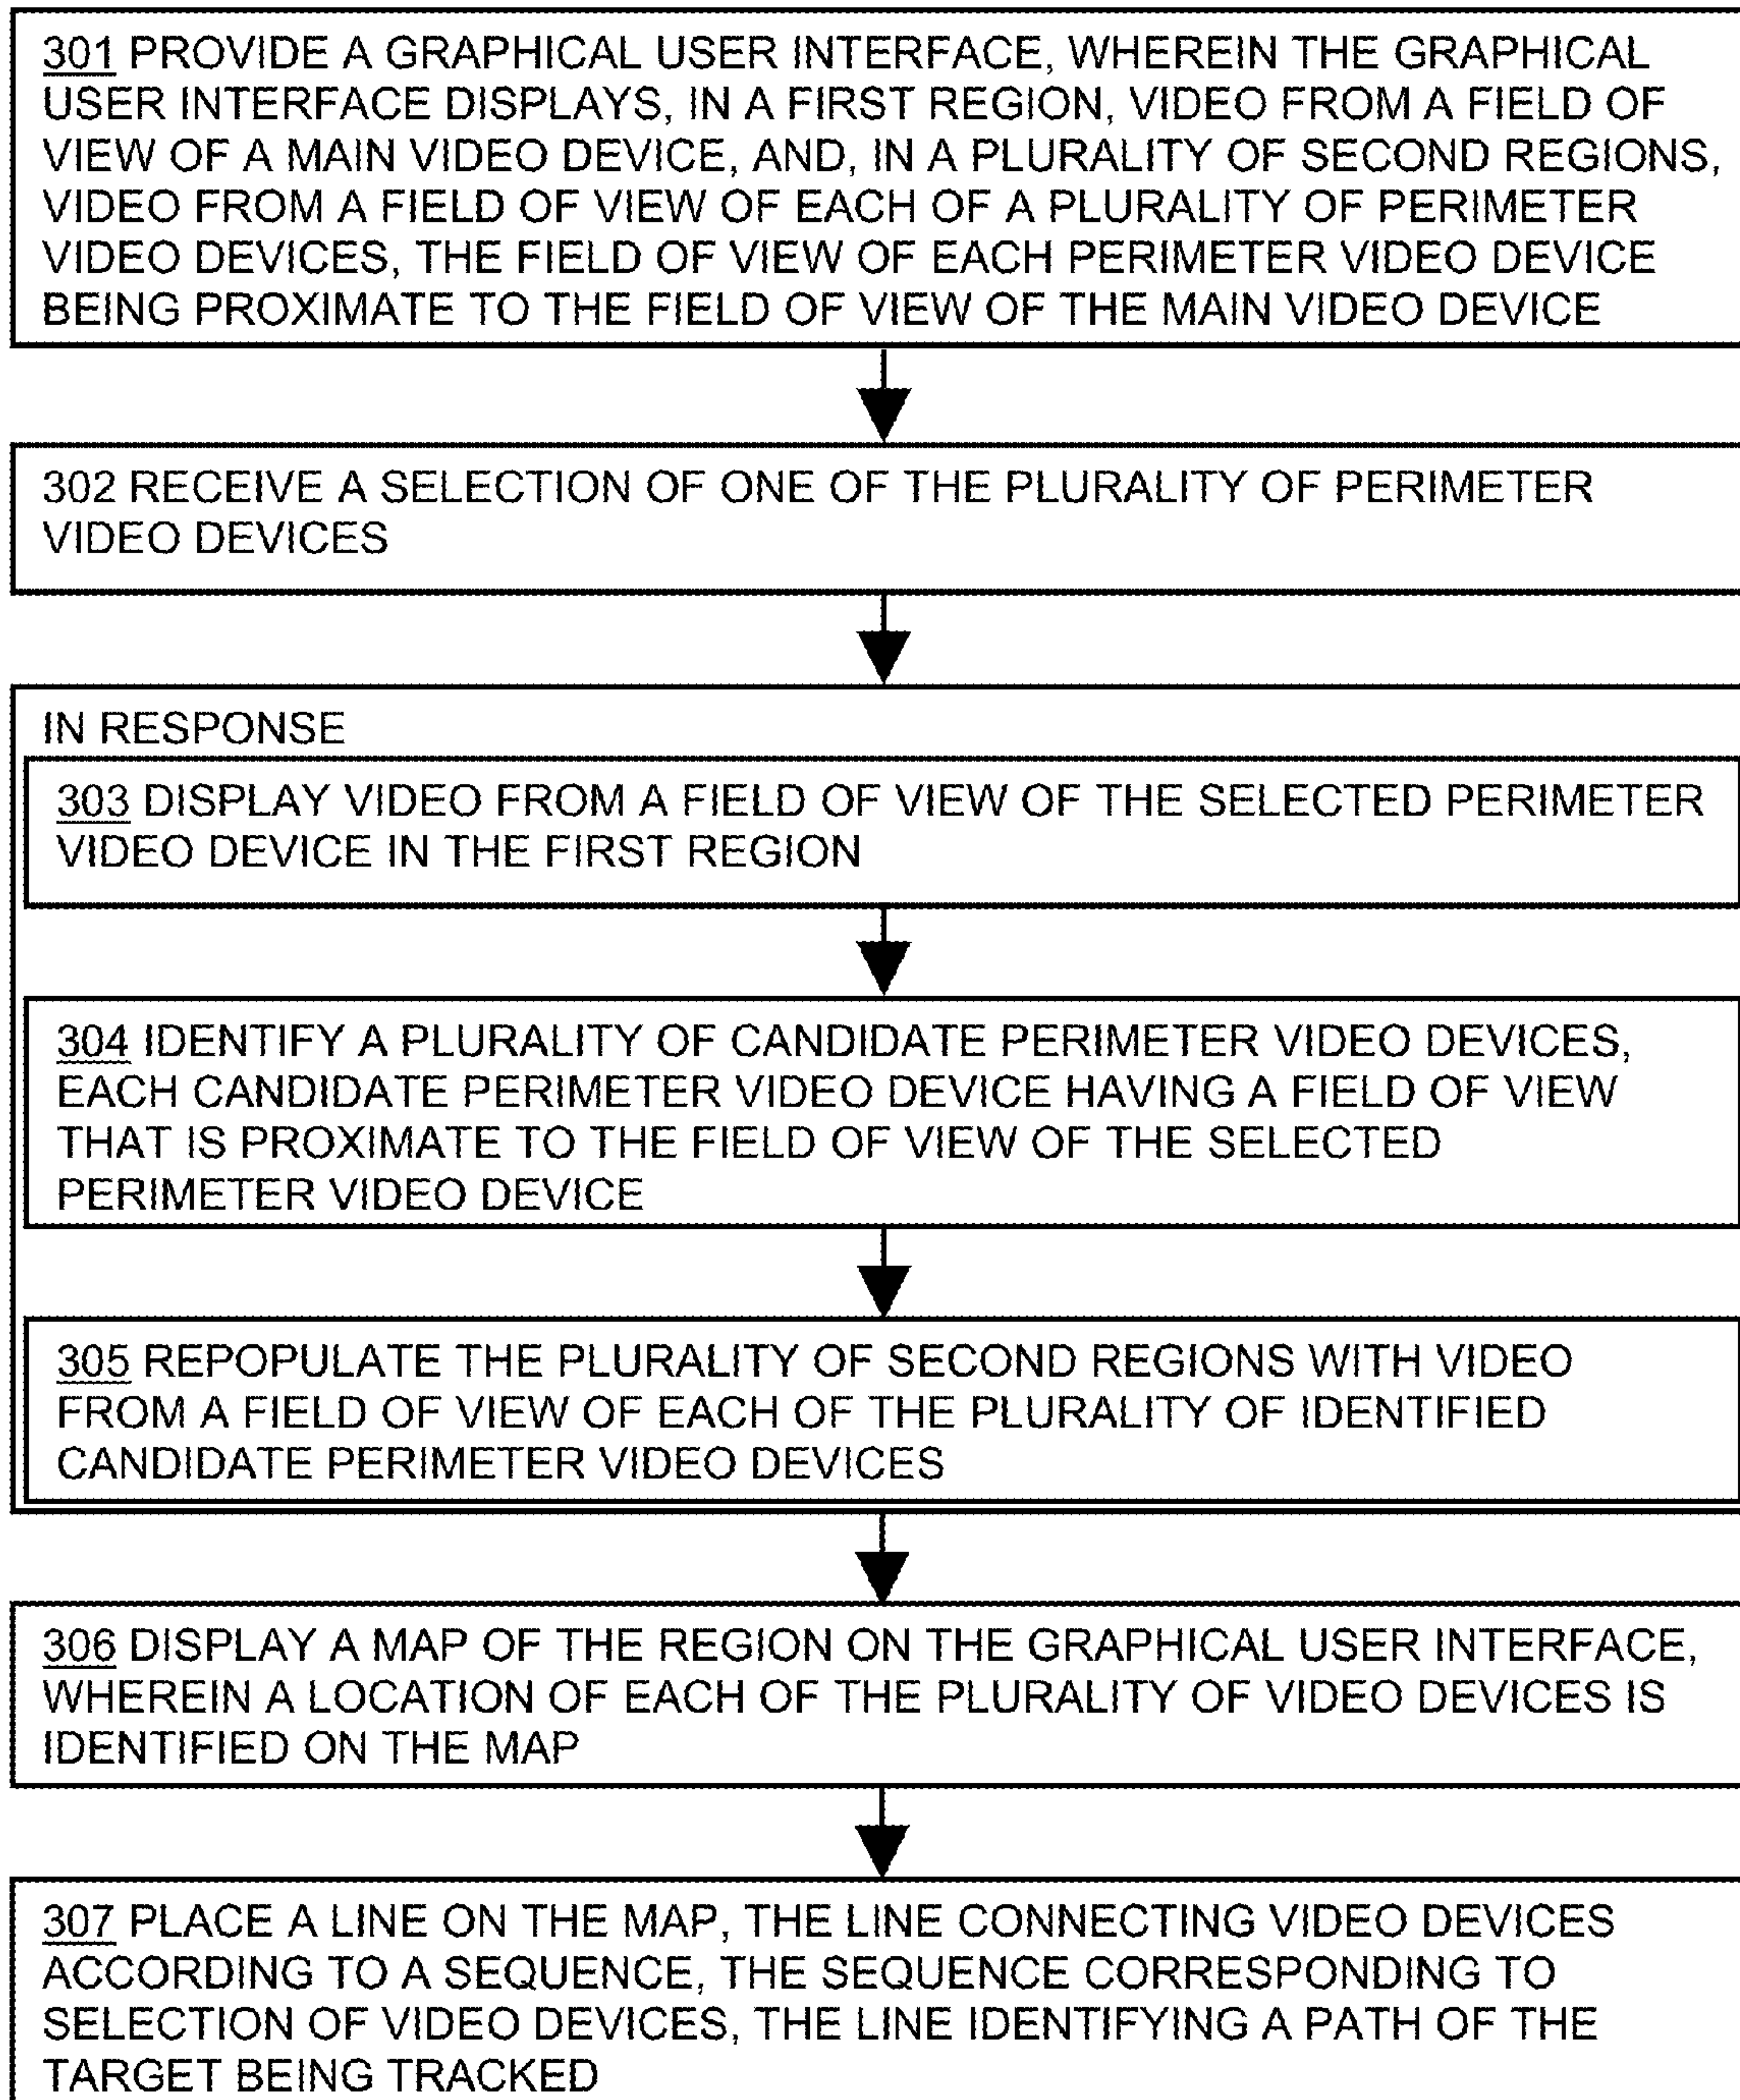 301 PROVIDE A GRAPHICAL USER INTERFACE, WHEREIN THE GRAPHICAL
USER INTERFACE DISPLAYS, IN A FIRST REGION, VIDEO FROM A FIELD OF
VIEW OF A MAIN VIDEO DEVICE, AND, IN A PLURALITY OF SECOND REGIONS,
VIDEO FROM A FIELD OF VIEW OF EACH OF A PLURALITY OF PERIMETER
VIDEO DEVICES, THE FIELD OF VIEW OF EACH PERIMETER VIDEO DEVICE
BEING PROXIMATE TO THE FIELD OF VIEW OF THE MAIN VIDEO DEVICE
302 RECEIVE A SELECTION OF ONE OF THE PLURALITY OF PERIMETER
VIDEO DEVICES
IN RESPONSE
303 DISPLAY VIDEO FROM A FIELD OF VIEW OF THE SELECTED PERIMETER
VIDEO DEVICE IN THE FIRST REGION
304 IDENTIFY A PLURALITY OF CANDIDATE PERIMETER VIDEO DEVICES,
EACH CANDIDATE PERIMETER VIDEO DEVICE HAVING A FIELD OF VIEW
THAT IS PROXIMATE TO THE FIELD OF VIEW OF THE SELECTED
PERIMETER VIDEO DEVICE
305 REPOPULATE THE PLURALITY OF SECOND REGIONS WITH VIDEO
FROM A FIELD OF VIEW OF EACH OF THE PLURALITY OF IDENTIFIED
CANDIDATE PERIMETER VIDEO DEVICES
306 DISPLAY A MAP OF THE REGION ON THE GRAPHICAL USER INTERFACE,
WHEREIN A LOCATION OF EACH OF THE PLURALITY OF VIDEO DEVICES IS
IDENTIFIED ON THE MAP
307 PLACE A LINE ON THE MAP, THE LINE CONNECTING VIDEO DEVICES
ACCORDING TO A SEQUENCE, THE SEQUENCE CORRESPONDING TO
SELECTION OF VIDEO DEVICES, THE LINE IDENTIFYING A PATH OF THE
TARGET BEING TRACKED